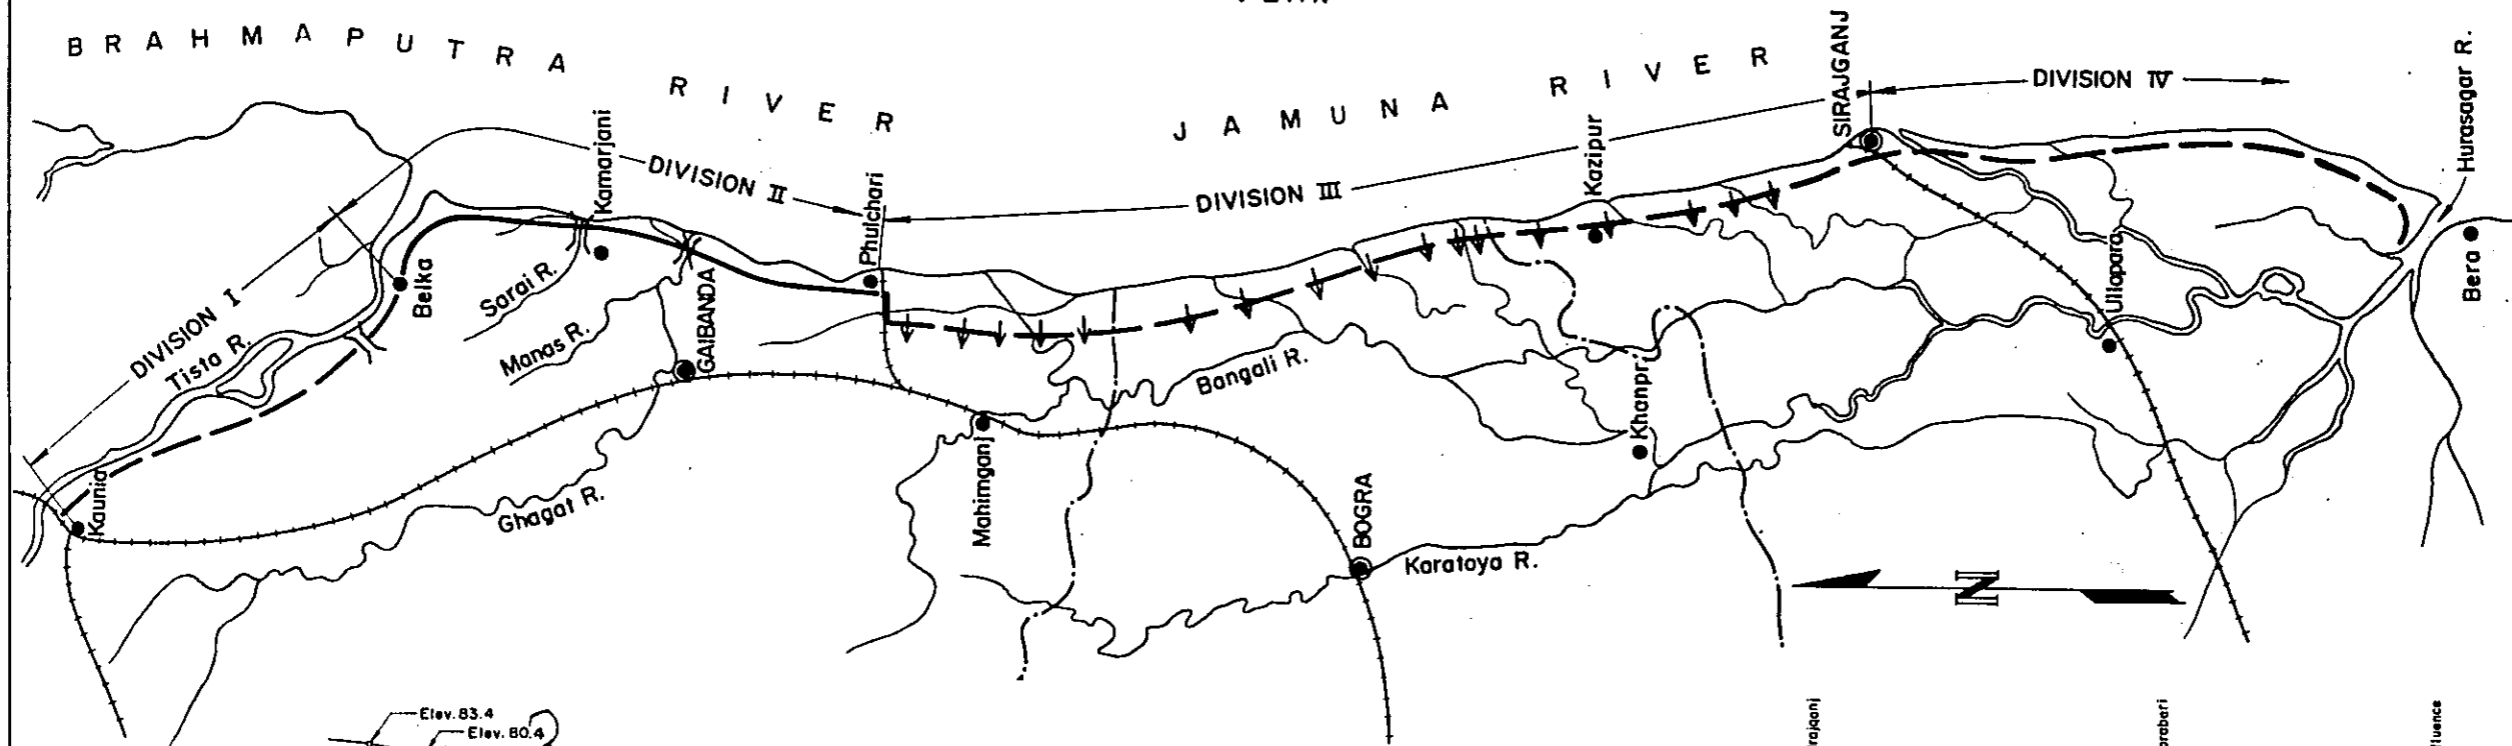 BRAHMAPUTRA RIVER
JAMUNA RIVER
SIRAJGANJ
DIVISION IV
Hurasagar R.
Kamarjani
DIVISION II
Phulchari
DIVISION III
Kazipur
DIVISION I
Tista R.
Belka
Sarai R.
Manas R.
GAIBANDA
Bangali R.
Ullapara
Bera
Kaunia
Ghagat R.
Mahimganj
Khanpr
BOGRA
Karatoya R.
N
Elev. 83.4
Elev. 80.4